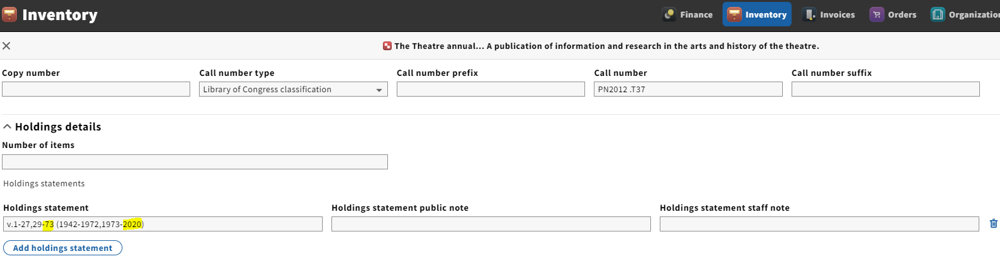 Inventory
Finance
Inventory
Invoices
Orders
Organization
The Theatre annual... A publication of information and research in the arts and history of the theatre.
Copy number
Call number type
Call number prefix
Call number
Call number suffix
Library of Congress classification
PN2012 .T37
Holdings details
Number of items
Holdings statements
Holdings statement
Holdings statement public note
Holdings statement staff note
v.1-27,29-73 (1942-1972,1973-2020)
Add holdings statement